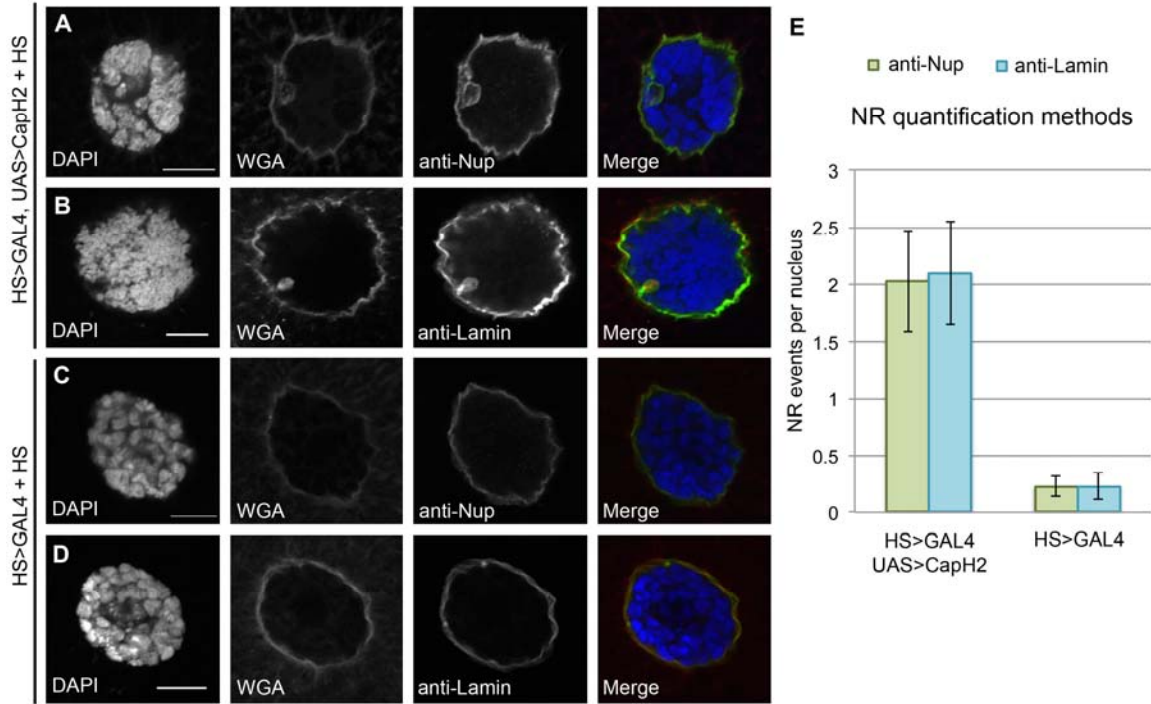 HS>GAL4, UAS>CapH2 + HS
A
DAPI
WGA
anti-Nup
Merge
B
DAPI
WGA
anti-Lamin
Merge
HS>GAL4 + HS
C
DAPI
WGA
anti-Nup
Merge
D
DAPI
WGA
anti-Lamin
Merge
E
anti-Nup
anti-Lamin
NR quantification methods
NR events per nucleus
3
2.5
2
1.5
1
0.5
0
HS>GAL4
UAS>CapH2
HS>GAL4